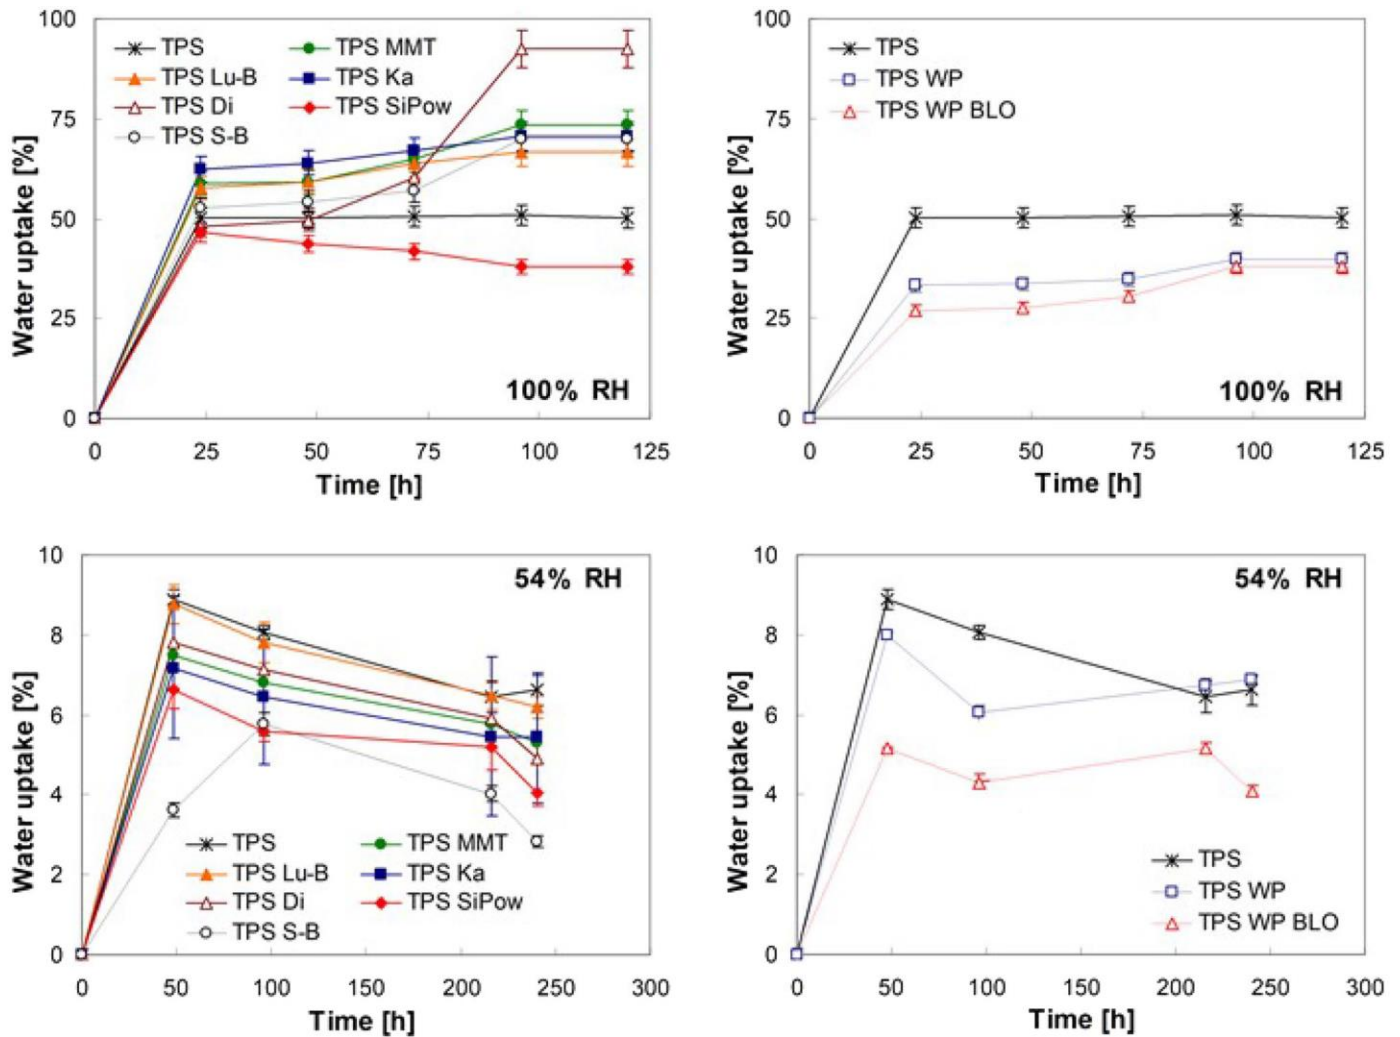 100
TPS
TPS MMT
TPS Lu-B
TPS Ka
TPS Di
TPS SiPow
TPS S-B
75
50
25
0
Water uptake [%]
100% RH
0 25 50 75 100 125
Time [h]
100
TPS
TPS WP
TPS WP BLO
75
50
25
0
Water uptake [%]
100% RH
0 25 50 75 100 125
Time [h]
10
54% RH
8
6
4
2
0
Water uptake [%]
TPS
TPS MMT
TPS Lu-B
TPS Ka
TPS Di
TPS SiPow
TPS S-B
0 50 100 150 200 250 300
Time [h]
10
54% RH
8
6
4
2
0
Water uptake [%]
TPS
TPS WP
TPS WP BLO
0 50 100 150 200 250 300
Time [h]